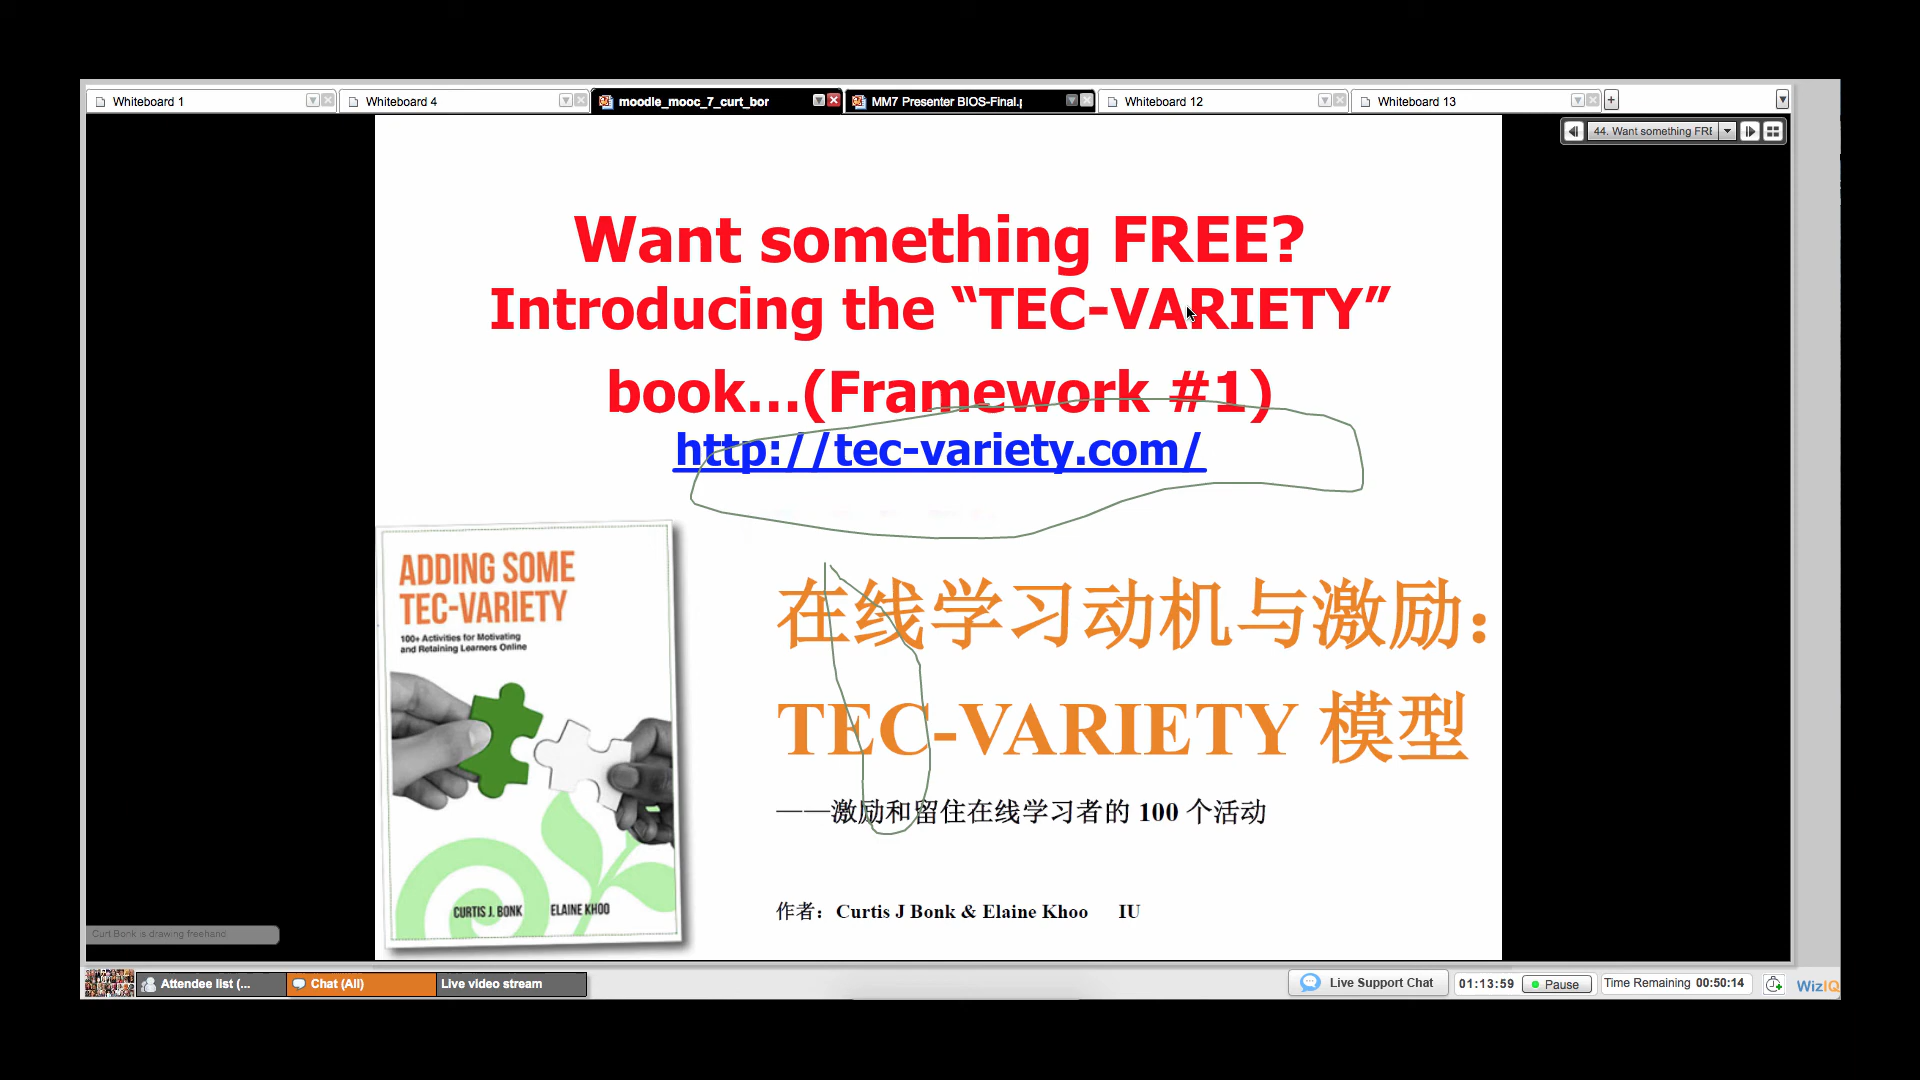 Whiteboard 1
Whiteboard 4
moodle_mooc_7_curt_bor
MM7 Presenter BIOS-Final.p
Whiteboard 12
Whiteboard 13
44. Want something FRE
Want something FREE?
Introducing the “TEC-VARIETY”
book...(Framework #1)
http://tec-variety.com/
ADDING SOME
TEC-VARIETY
100+ Activities for Motivating
and Retaining Learners Online
CURTIS J. BONK ELAINE KHOO
在线学习动机与激励：
TEC-VARIETY 模型
——激励和留住在线学习者的 100 个活动
作者：Curtis J Bonk & Elaine Khoo IU
Curt Bonk is drawing freehand
Attendee list (...
Chat (All)
Live video stream
Live Support Chat
01:13:59
Pause
Time Remaining 00:50:14
WizIQ